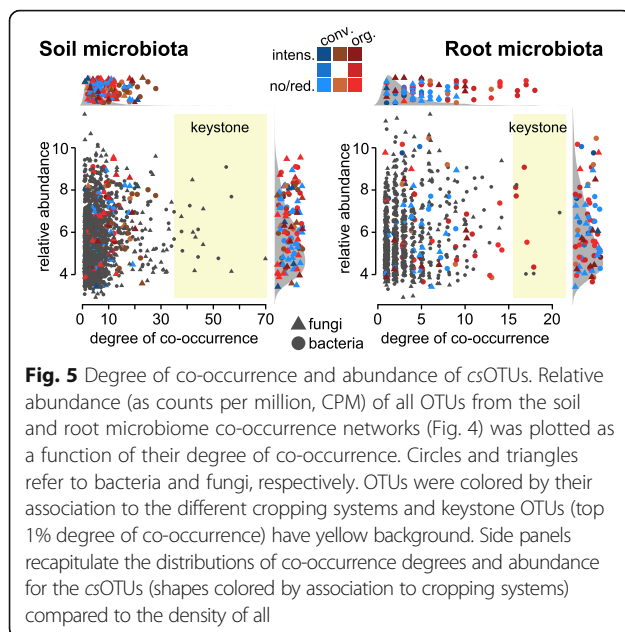 Soil microbiota
conv.
org.
intens.
no/red.
Root microbiota
keystone
relative abundance
10
8
6
4
0 10 20 30 40 50 60 70
degree of co-occurrence
fungi
bacteria
keystone
relative abundance
10
8
6
4
0 5 10 15 20
degree of co-occurrence
Fig. 5 Degree of co-occurrence and abundance of csOTUs. Relative
abundance (as counts per million, CPM) of all OTUs from the soil
and root microbiome co-occurrence networks (Fig. 4) was plotted as
a function of their degree of co-occurrence. Circles and triangles
refer to bacteria and fungi, respectively. OTUs were colored by their
association to the different cropping systems and keystone OTUs (top
1% degree of co-occurrence) have yellow background. Side panels
recapitulate the distributions of co-occurrence degrees and abundance
for the csOTUs (shapes colored by association to cropping systems)
compared to the density of all